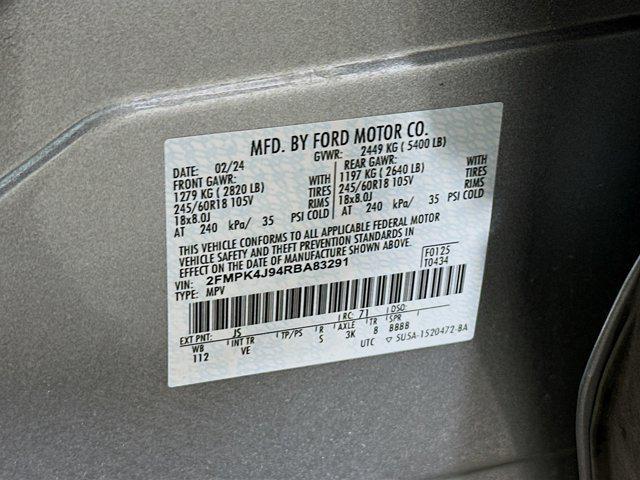 MFD. BY FORD MOTOR CO.
DATE: 02/24 GVWR: 2449 KG ( 5400 LB)
FRONT GAWR: REAR GAWR:
1279 KG ( 2820 LB) WITH 1197 KG ( 2640 LB) WITH
245/60R18 105V TIRES 245/60R18 105V TIRES
18x8.0J RIMS 18x8.0J RIMS
AT 240 kPa/ 35 PSI COLD AT 240 kPa/ 35 PSI COLD
THIS VEHICLE CONFORMS TO ALL APPLICABLE FEDERAL MOTOR
VEHICLE SAFETY AND THEFT PREVENTION STANDARDS IN
EFFECT ON THE DATE OF MANUFACTURE SHOWN ABOVE.
VIN: 2FMPK4J94RBA83291 F0125
TYPE: MPV T0434
EXT PNT: JS RC: 71 DSO:
WB INT TR TP/PS R AXLE TR SPR
112 VE S 3K 8 BBBB
UTC ▽ SU5A-1520472-BA